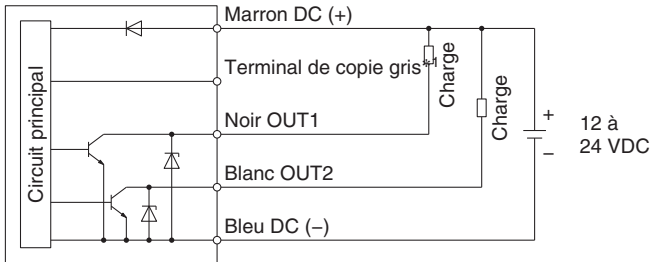 Marron DC (+)
Terminal de copie gris*1
Charge
Charge
Noir OUT1
Blanc OUT2
Bleu DC (−)
Circuit principal
+
−
12 à
24 VDC